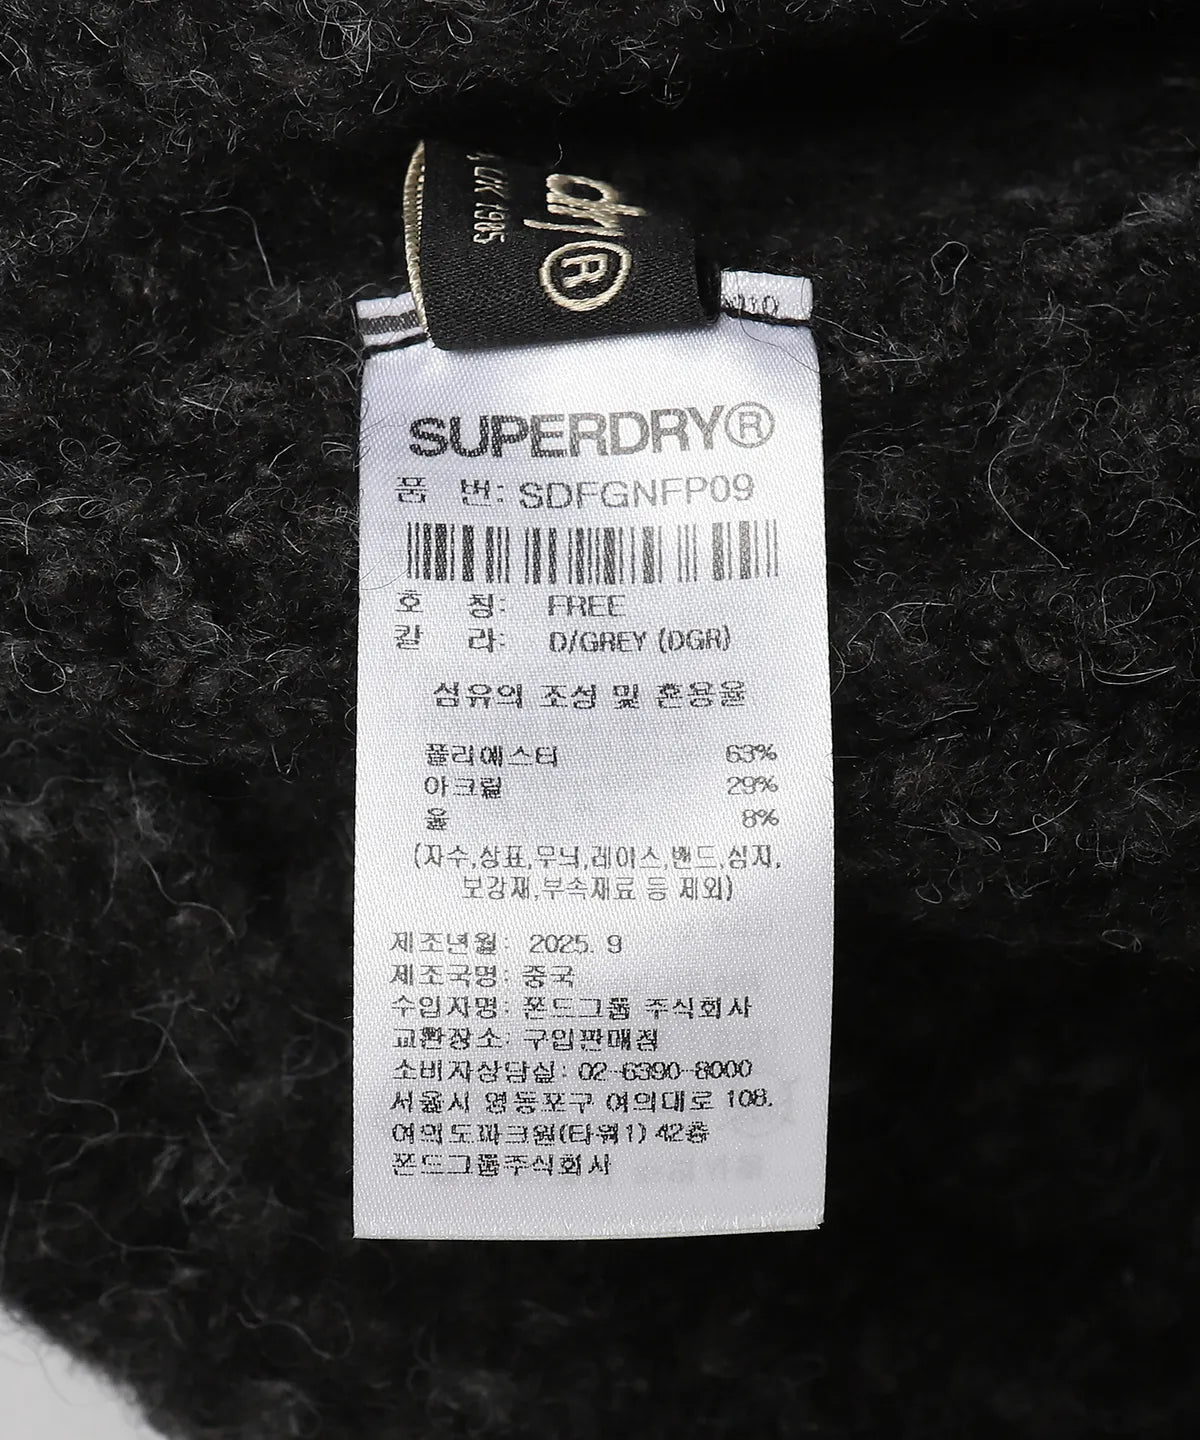 dry®
UK 1985
SUPERDRY®
품 번: SDFGNFP09
호 칭: FREE
칼 라: D/GREY (DGR)
섬유의 조성 및 혼용율
폴리에스터 63%
아크릴 29%
울 8%
(자수,상표,무늬,레이스,밴드,심지,
보강재,부속재료 등 제외)
제조년월: 2025. 9
제조국명: 중국
수입자명: 폰드그룹 주식회사
교환장소: 구입판매점
소비자상담실: 02-6390-8000
서울시 영등포구 여의대로 108.
여의도파크원(타워1) 42층
폰드그룹주식회사